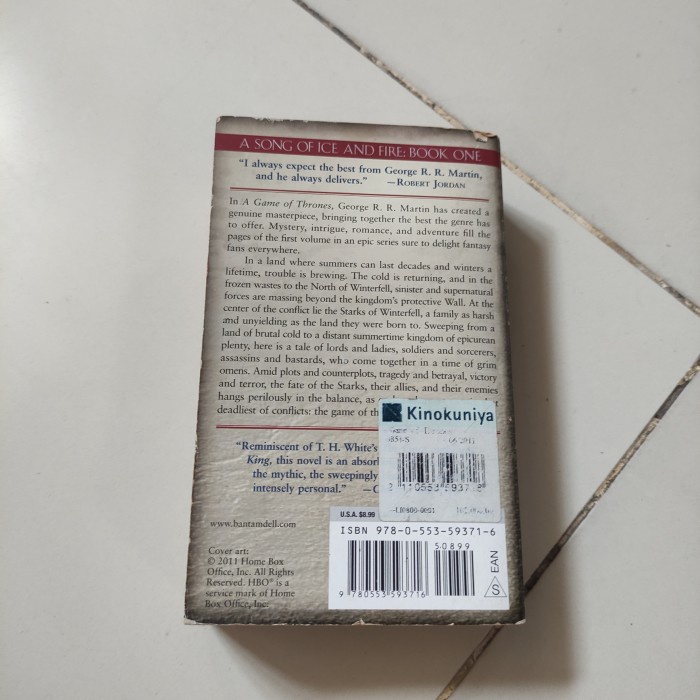 A SONG OF ICE AND FIRE: BOOK ONE
“I always expect the best from George R. R. Martin,
and he always delivers.” —ROBERT JORDAN
In A Game of Thrones, George R. R. Martin has created a
genuine masterpiece, bringing together the best the genre has
to offer. Mystery, intrigue, romance, and adventure fill the
pages of the first volume in an epic series sure to delight fantasy
fans everywhere.
In a land where summers can last decades and winters a
lifetime, trouble is brewing. The cold is returning, and in the
frozen wastes to the North of Winterfell, sinister and supernatural
forces are massing beyond the kingdom's protective Wall. At the
center of the conflict lie the Starks of Winterfell, a family as harsh
and unyielding as the land they were born to. Sweeping from a
land of brutal cold to a distant summertime kingdom of epicurean
plenty, here is a tale of lords and ladies, soldiers and sorcerers,
assassins and bastards, who come together in a time of grim
omens. Amid plots and counterplots, tragedy and betrayal, victory
and terror, the fate of the Starks, their allies, and their enemies
hangs perilously in the balance, as
deadliest of conflicts: the game of
Kinokuniya
“Reminiscent of T. H. White's
King, this novel is an
the mythic, the sweepingly
intensely personal.”
www.bantamdell.com
U.S.A. $8.99
ISBN 978-0-553-59371-6
50899
9 780553 593716
EAN
S
Cover art:
© 2011 Home Box
Office, Inc. All Rights
Reserved. HBO® is a
service mark of Home
Box Office, Inc.